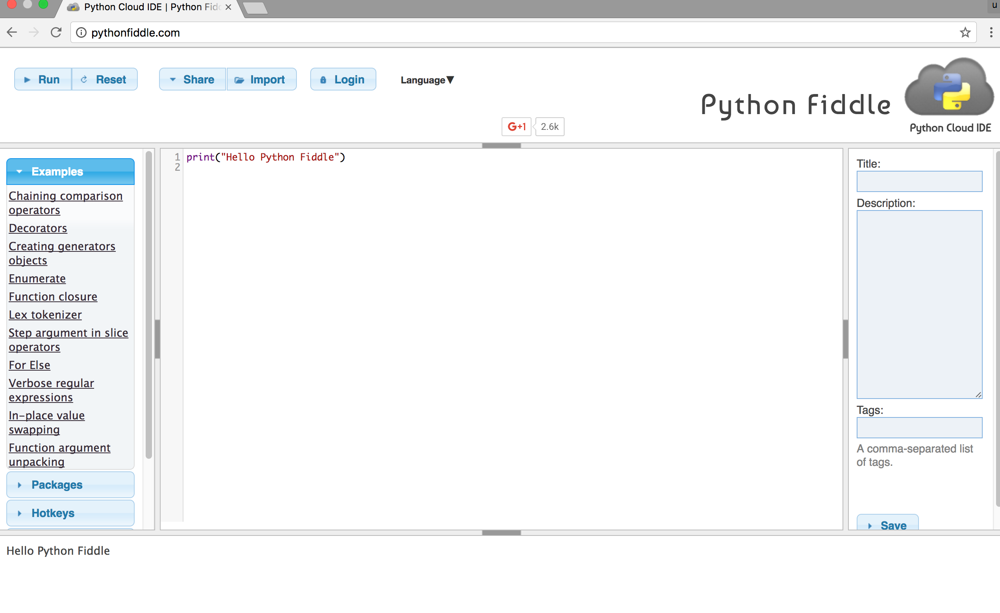 Python Cloud IDE | Python Fid
u
pythonfiddle.com
Run
Reset
Share
Import
Login
Language▼
Python Fiddle
Python Cloud IDE
G+1
2.6k
Examples
Chaining comparison
operators
Decorators
Creating generators
objects
Enumerate
Function closure
Lex tokenizer
Step argument in slice
operators
For Else
Verbose regular
expressions
In-place value
swapping
Function argument
unpacking
Packages
Hotkeys
1 print("Hello Python Fiddle")
2
Title:
Description:
Tags:
A comma-separated list
of tags.
Save
Hello Python Fiddle